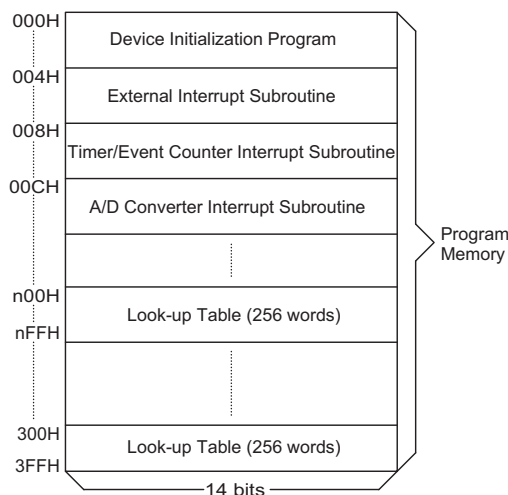 000H
Device Initialization Program
004H
External Interrupt Subroutine
008H
Timer/Event Counter Interrupt Subroutine
00CH
A/D Converter Interrupt Subroutine
Program
Memory
n00H
Look-up Table (256 words)
nFFH
300H
Look-up Table (256 words)
3FFH
14 bits